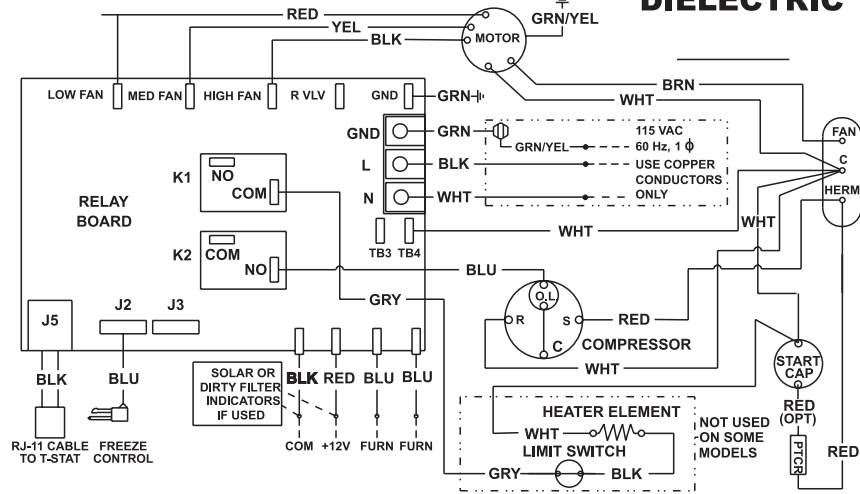 DIELECTRIC
RED
YEL
BLK
GRN/YEL
MOTOR
BRN
WHT
LOW FAN
MED FAN
HIGH FAN
R VLV
GND
GRN
FAN
C
HERM
GND
GRN
GRN/YEL
115 VAC
60 Hz, 1 ϕ
L
BLK
USE COPPER
CONDUCTORS
ONLY
N
WHT
K1
NO
COM
RELAY
BOARD
K2
COM
NO
TB3
TB4
WHT
WHT
BLU
GRY
O.L.
R
S
C
RED
COMPRESSOR
WHT
J5
J2
J3
START
CAP
BLK
BLU
SOLAR OR
DIRTY FILTER
INDICATORS
IF USED
BLK
RED
BLU
BLU
RED
(OPT)
PTCR
RED
RJ-11 CABLE
TO T-STAT
FREEZE
CONTROL
COM
+12V
FURN
FURN
HEATER ELEMENT
WHT
LIMIT SWITCH
GRY
BLK
NOT USED
ON SOME
MODELS